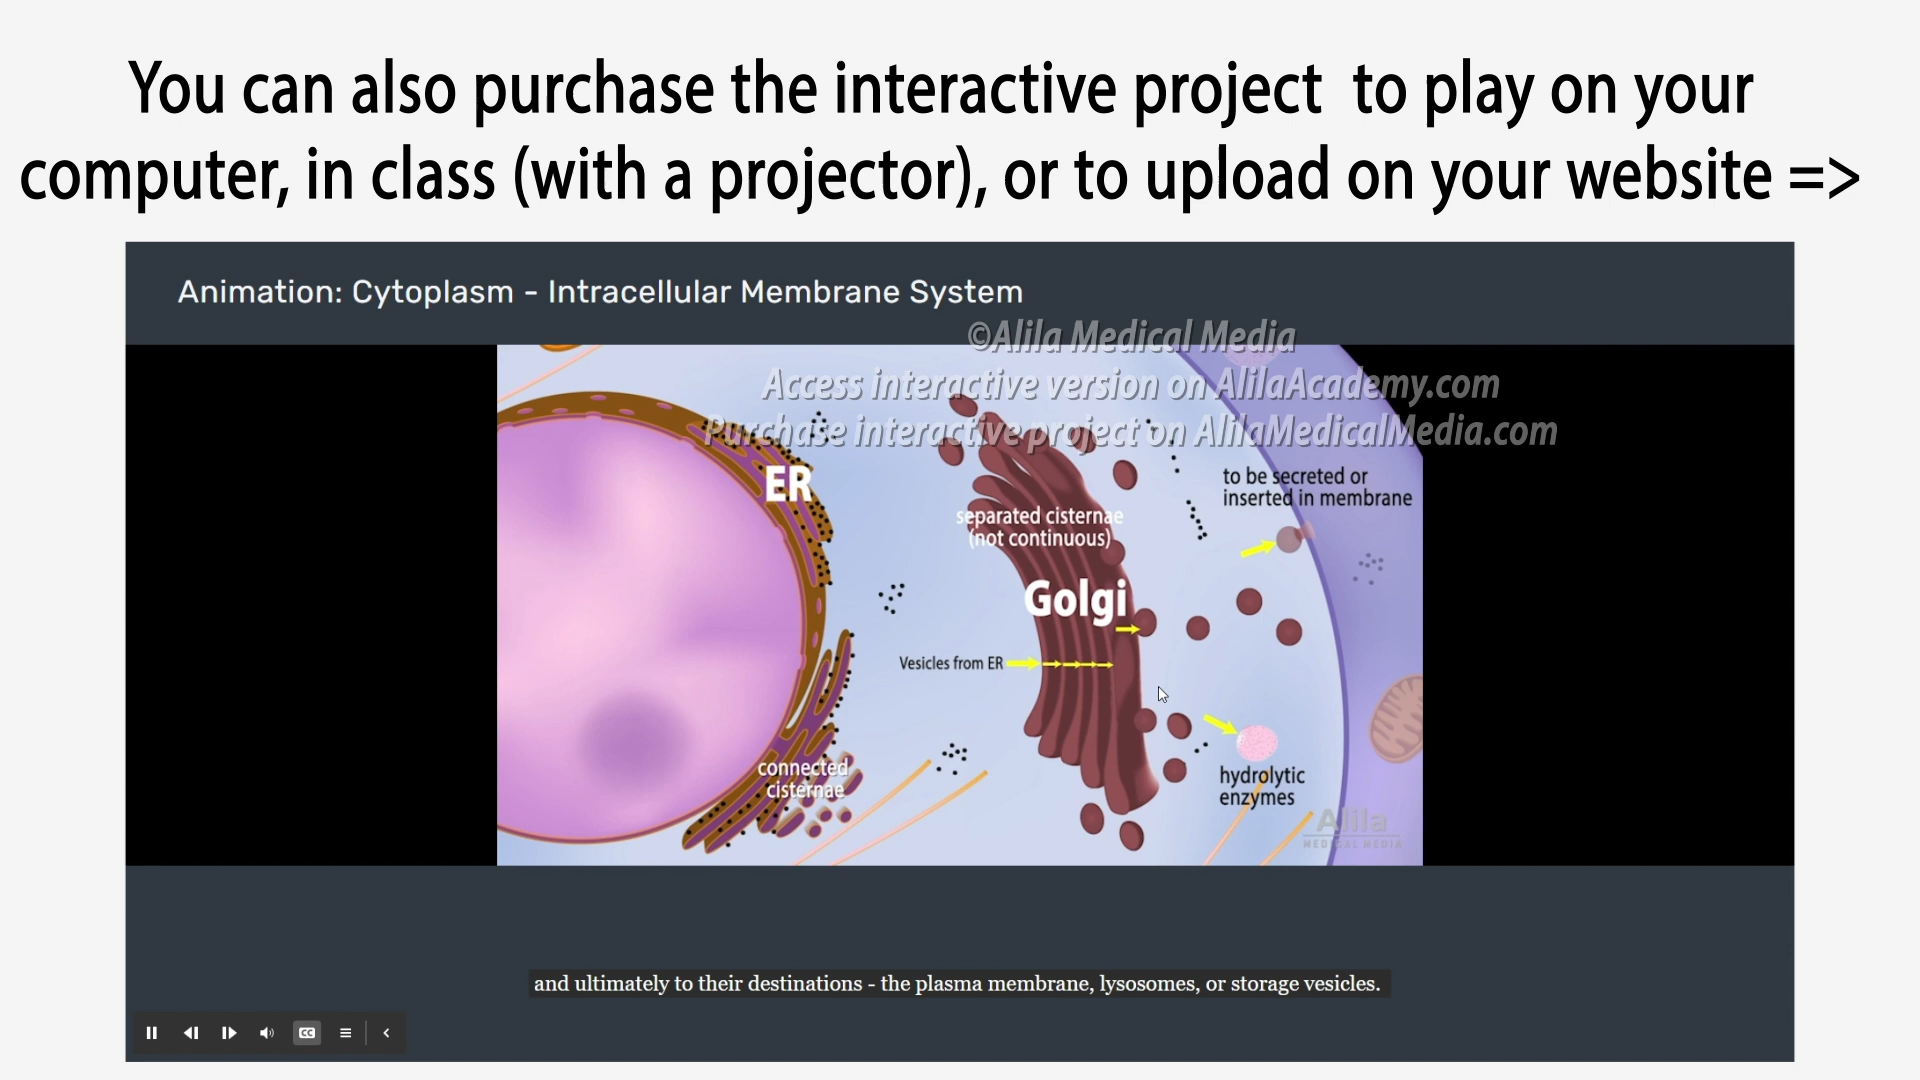 You can also purchase the interactive project to play on your
computer, in class (with a projector), or to upload on your website =>
Animation: Cytoplasm - Intracellular Membrane System
©Alila Medical Media
Access interactive version on AlilaAcademy.com
Purchase interactive project on AlilaMedicalMedia.com
ER
to be secreted or
inserted in membrane
separated cisternae
(not continuous)
Golgi
Vesicles from ER
connected
cisternae
hydrolytic
enzymes
Alila
MEDICAL MEDIA
and ultimately to their destinations - the plasma membrane, lysosomes, or storage vesicles.
CC